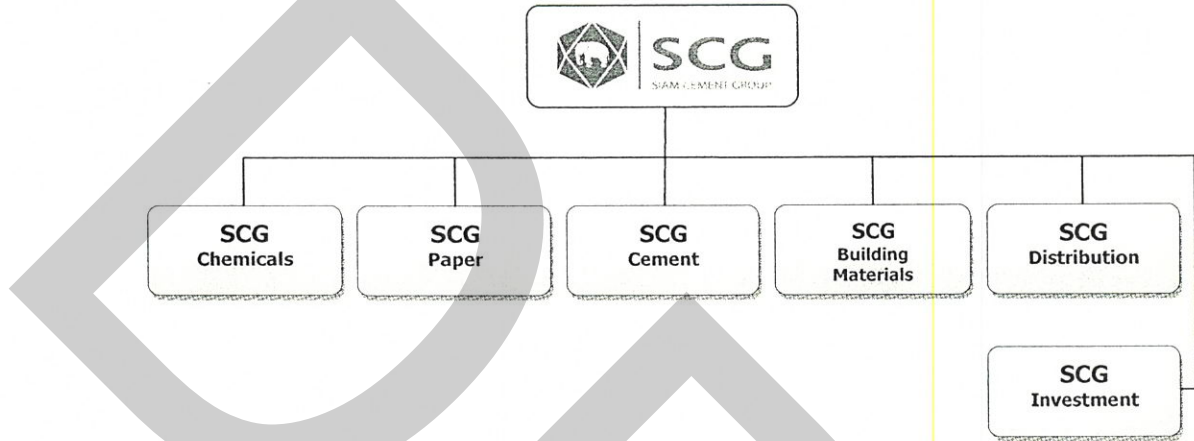 SCG
SIAM CEMENT GROUP
SCG
Chemicals
SCG
Paper
SCG
Cement
SCG
Building
Materials
SCG
Distribution
SCG
Investment